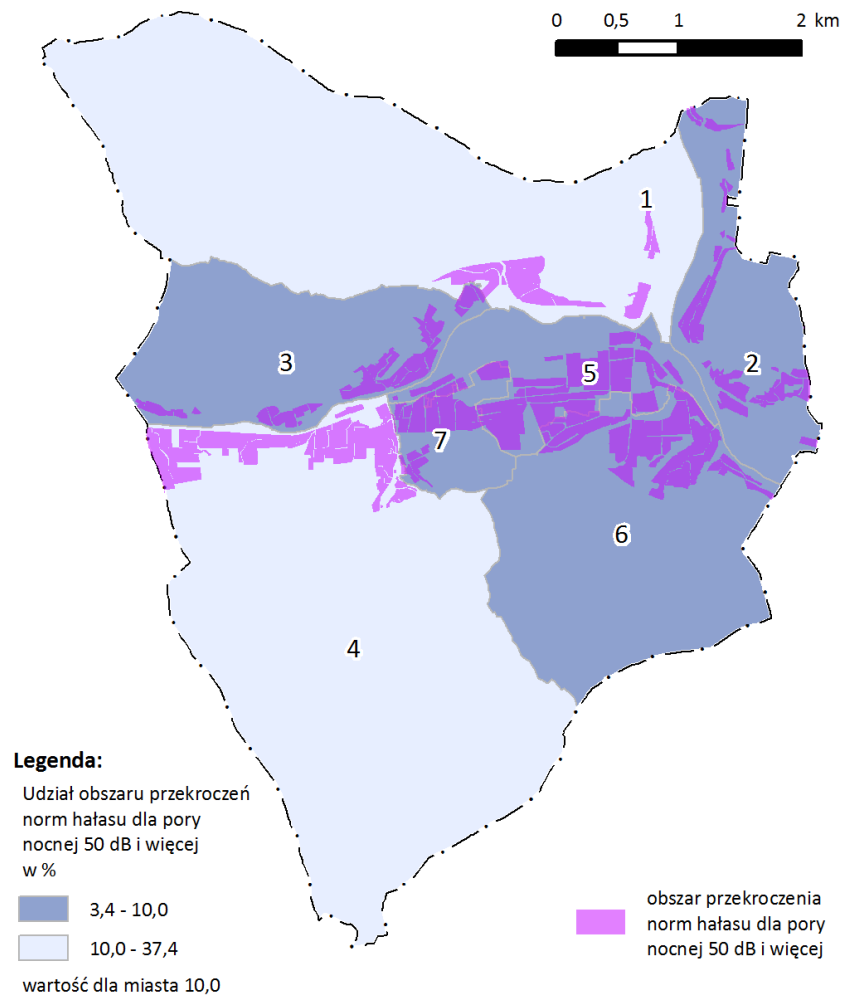 0 0,5 1 2 km
1
2
3
5
7
6
4
Legenda:
Udział obszaru przekroczeń
norm hałasu dla pory
nocnej 50 dB i więcej
w %
3,4 - 10,0
10,0 - 37,4
wartość dla miasta 10,0
obszar przekroczenia
norm hałasu dla pory
nocnej 50 dB i więcej